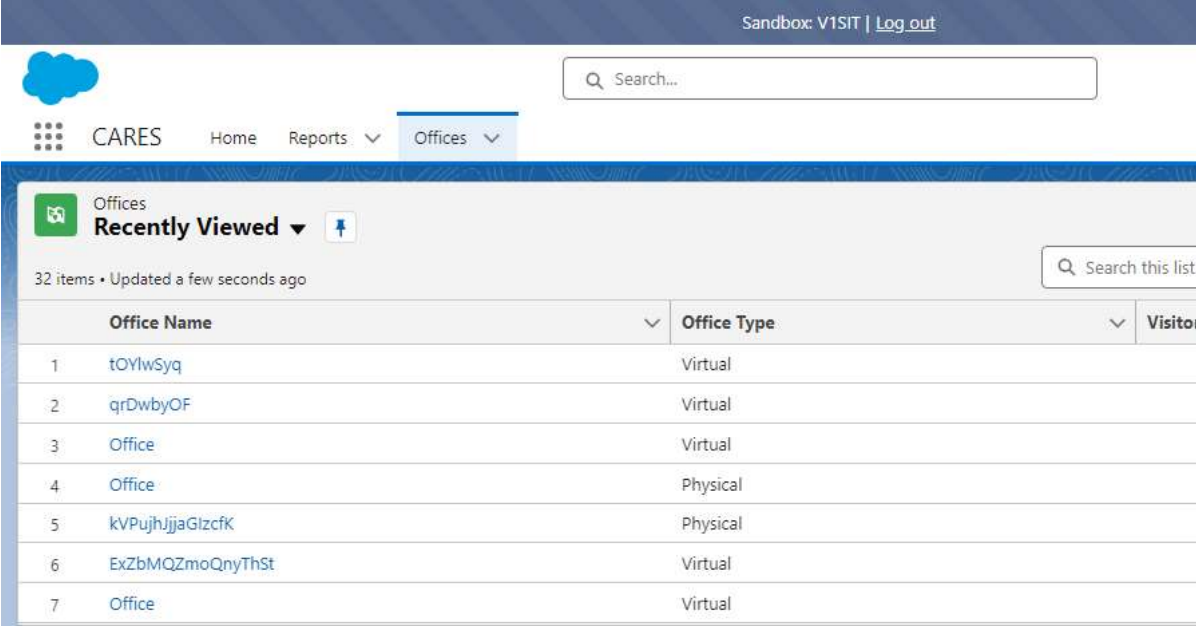 Sandbox: V1SIT | Log out
Search...
CARES Home Reports Offices
Offices
Recently Viewed
32 items • Updated a few seconds ago
Search this list
Office Name Office Type Visitor
1 tOYlwSyq Virtual
2 qrDwbyOF Virtual
3 Office Virtual
4 Office Physical
5 kVPujhJjjaGIzcfK Physical
6 ExZbMQZmoQnyThSt Virtual
7 Office Virtual